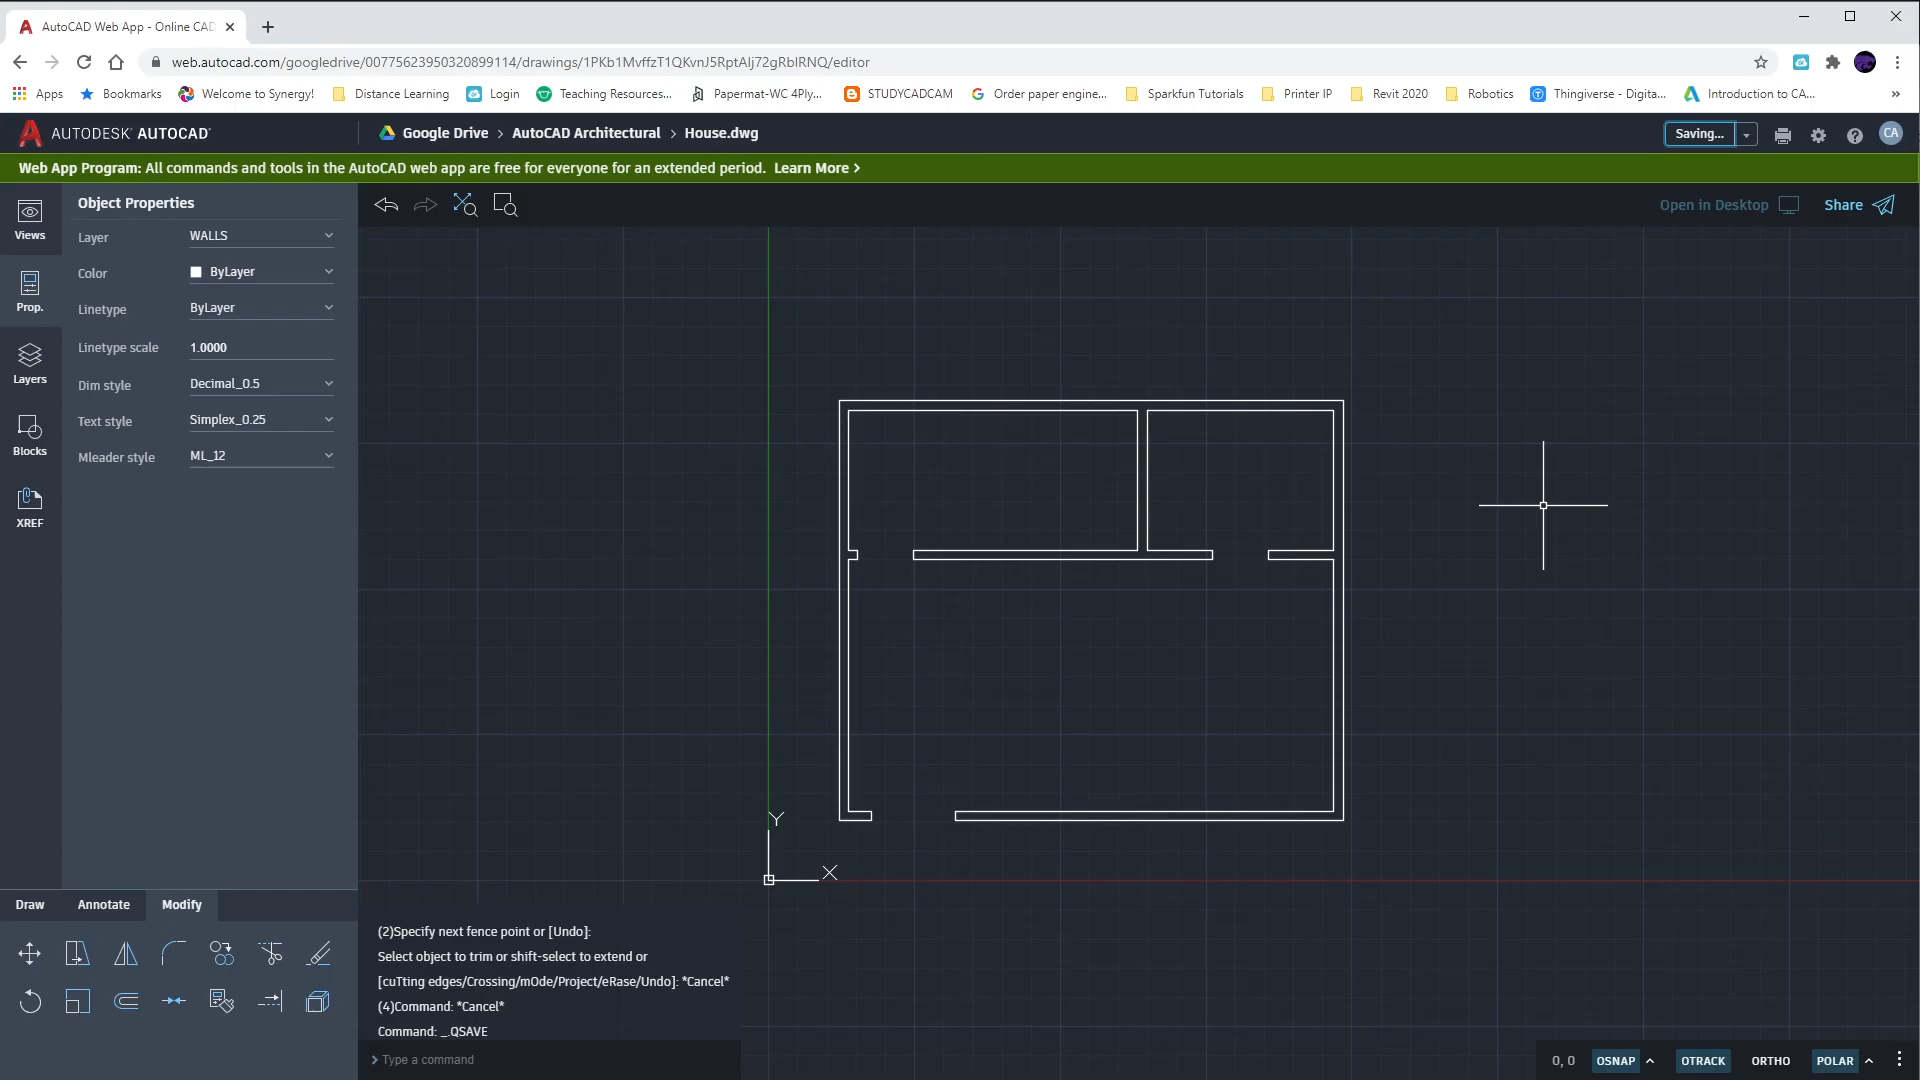 AutoCAD Web App - Online CAD
web.autocad.com/googledrive/00775623950320899114/drawings/1PKb1MvffzT1QKvnJ5RptAlj72gRblRNQ/editor
Apps
Bookmarks
Welcome to Synergy!
Distance Learning
Login
Teaching Resources...
Papermat-WC 4Ply...
STUDYCADCAM
Order paper engine...
Sparkfun Tutorials
Printer IP
Revit 2020
Robotics
Thingiverse - Digita...
Introduction to CA...
»
AUTODESK® AUTOCAD®
Google Drive > AutoCAD Architectural > House.dwg
Saving...
CA
Web App Program: All commands and tools in the AutoCAD web app are free for everyone for an extended period. Learn More >
Views
Prop.
Layers
Blocks
XREF
Object Properties
Layer WALLS
Color ByLayer
Linetype ByLayer
Linetype scale 1.0000
Dim style Decimal_0.5
Text style Simplex_0.25
Mleader style ML_12
Open in Desktop
Share
Y
X
Draw
Annotate
Modify
(2)Specify next fence point or [Undo]:
Select object to trim or shift-select to extend or
[cuTting edges/Crossing/mOde/Project/eRase/Undo]: *Cancel*
(4)Command: *Cancel*
Command: _.QSAVE
> Type a command
0, 0
OSNAP
OTRACK
ORTHO
POLAR